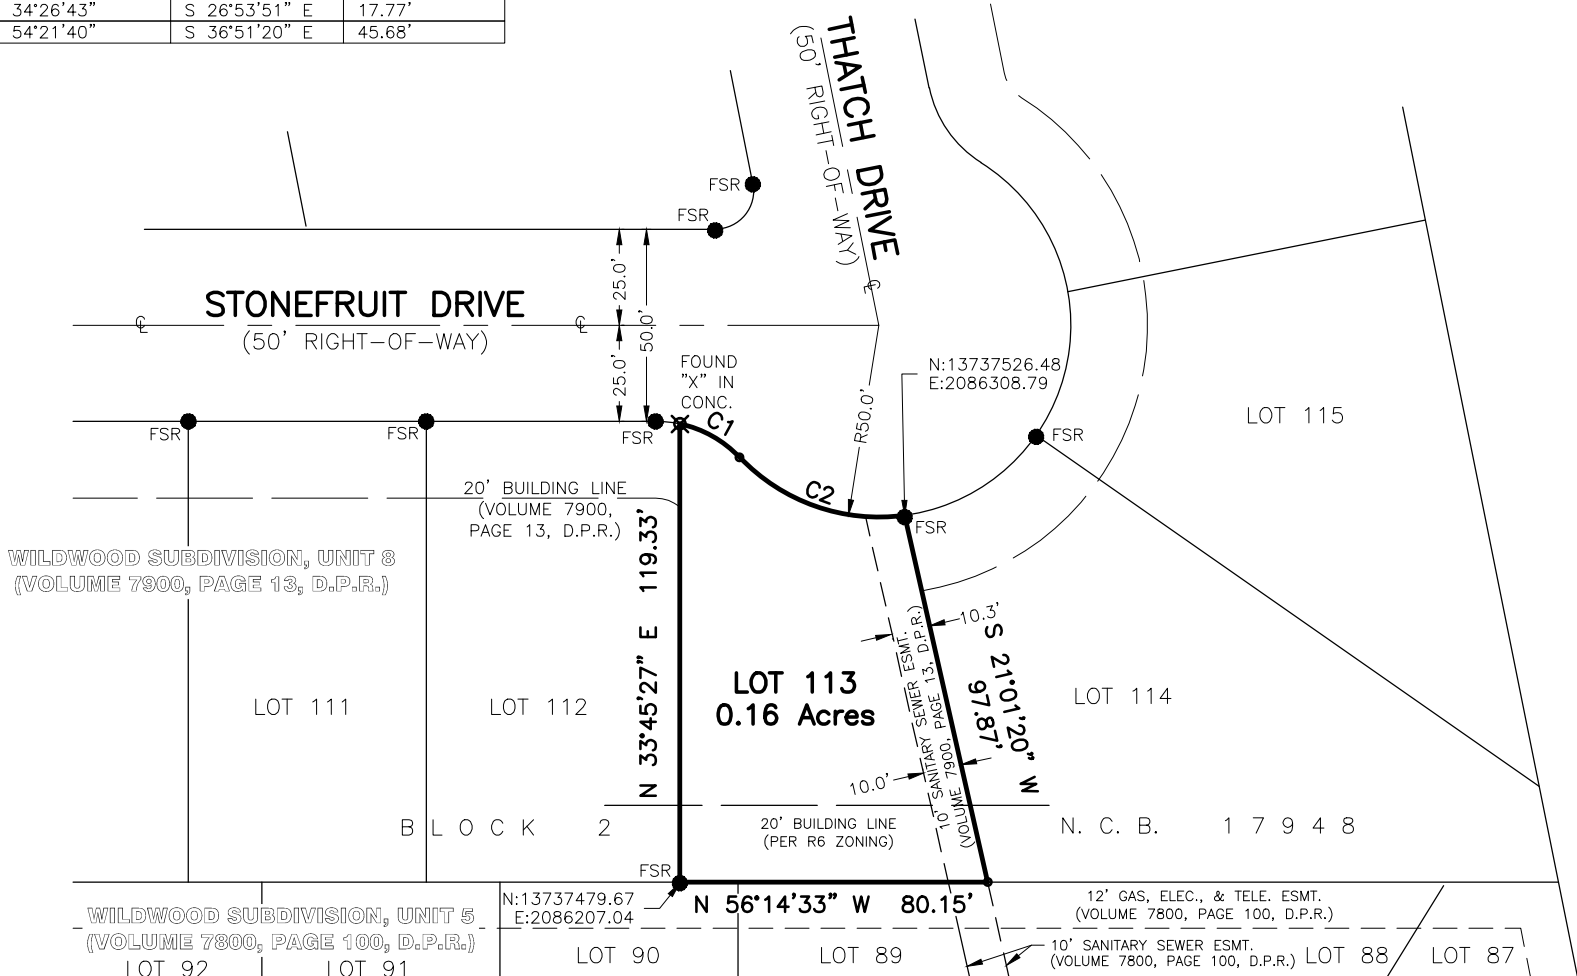 34°26'43" S 26°53'51" E 17.77'
54°21'40" S 36°51'20" E 45.68'
THATCH DRIVE
(50' RIGHT-OF-WAY)
FSR
FSR
25.0'
50.0'
25.0'
STONEFRUIT DRIVE
(50' RIGHT-OF-WAY)
℄
℄
℄
FOUND
"X" IN
CONC.
C1
C2
R50.0'
N:13737526.48
E:2086308.79
FSR
LOT 115
FSR
FSR
FSR
FSR
20' BUILDING LINE
(VOLUME 7900,
PAGE 13, D.P.R.)
WILDWOOD SUBDIVISION, UNIT 8
(VOLUME 7900, PAGE 13, D.P.R.)
N 33°45'27" E 119.33'
10.3'
S 21°01'20" W
97.87'
10' SANITARY SEWER ESMT.
(VOLUME 7900, PAGE 13, D.P.R.)
10.0'
LOT 111
LOT 112
LOT 113
0.16 Acres
LOT 114
BLOCK 2
20' BUILDING LINE
(PER R6 ZONING)
N. C. B. 17948
FSR
N:13737479.67
E:2086207.04
N 56°14'33" W 80.15'
12' GAS, ELEC., & TELE. ESMT.
(VOLUME 7800, PAGE 100, D.P.R.)
WILDWOOD SUBDIVISION, UNIT 5
(VOLUME 7800, PAGE 100, D.P.R.)
10' SANITARY SEWER ESMT.
(VOLUME 7800, PAGE 100, D.P.R.)
LOT 92
LOT 91
LOT 90
LOT 89
LOT 88
LOT 87